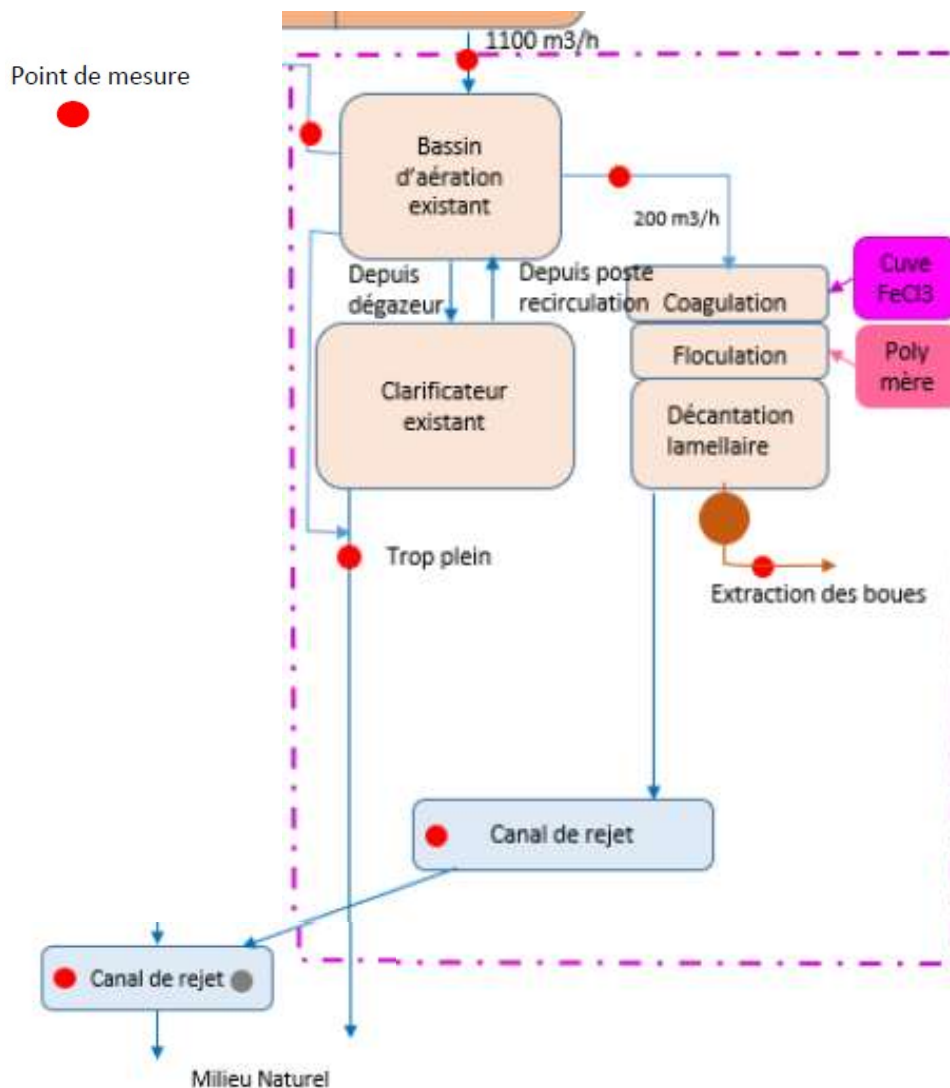 1100 m3/h
Point de mesure
Bassin
d'aération
existant
200 m3/h
Depuis
dégazeur
Depuis poste
recirculation
Cuve
FeCl3
Coagulation
Poly
mère
Floculation
Clarificateur
existant
Décantation
lamellaire
Trop plein
Extraction des boues
Canal de rejet
Canal de rejet
Milieu Naturel